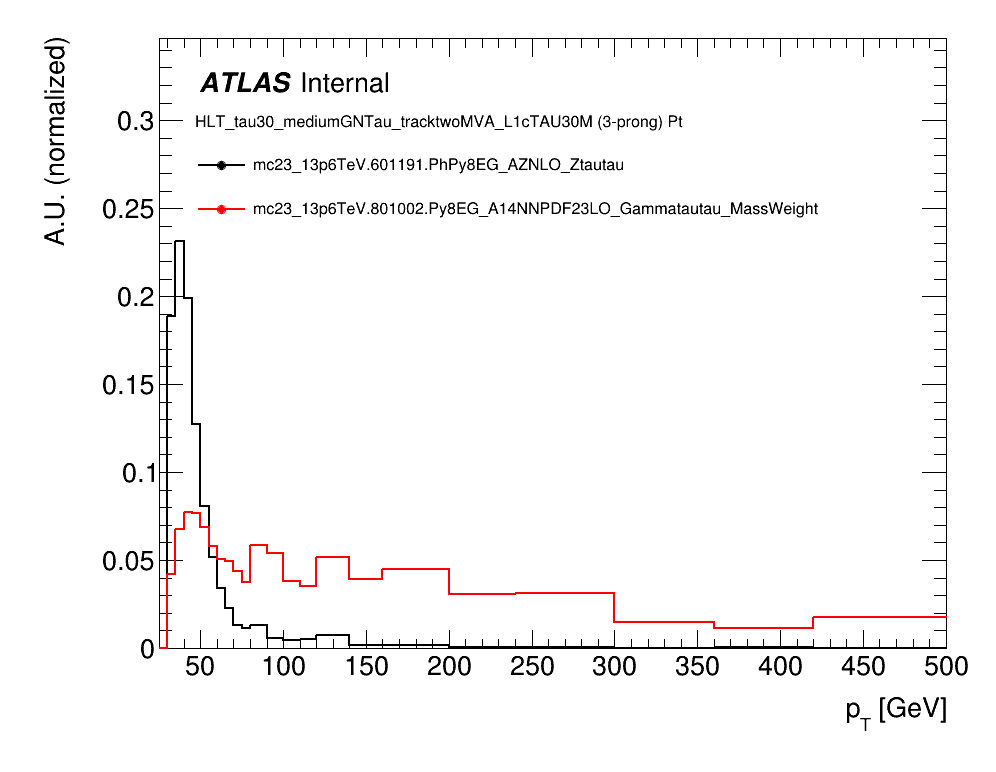 A.U. (normalized)
ATLAS Internal
HLT_tau30_mediumGNTau_tracktwoMVA_L1cTAU30M (3-prong) Pt
mc23_13p6TeV.601191.PhPy8EG_AZNLO_Ztautau
mc23_13p6TeV.801002.Py8EG_A14NNPDF23LO_Gammatautau_MassWeight
0.3
0.25
0.2
0.15
0.1
0.05
0
50 100 150 200 250 300 350 400 450 500
p_T [GeV]